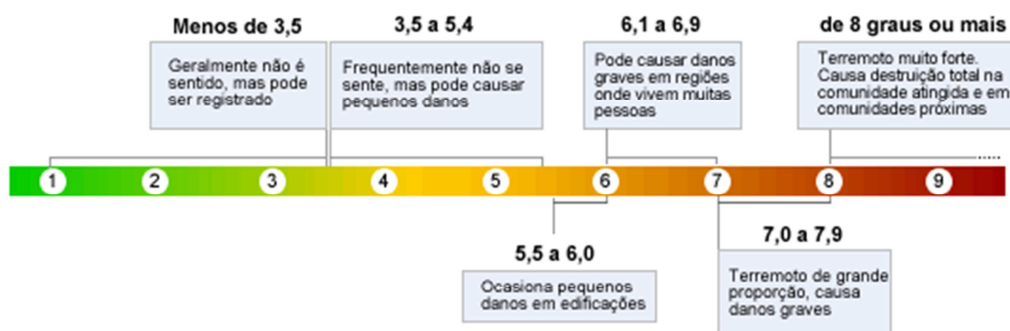 Menos de 3,5
Geralmente não é
sentido, mas pode
ser registrado
3,5 a 5,4
Frequentemente não se
sente, mas pode causar
pequenos danos
6,1 a 6,9
Pode causar danos
graves em regiões
onde vivem muitas
pessoas
de 8 graus ou mais
Terremoto muito forte.
Causa destruição total na
comunidade atingida e em
comunidades próximas
1 2 3 4 5 6 7 8 9
5,5 a 6,0
Ocasiona pequenos
danos em edificações
7,0 a 7,9
Terremoto de grande
proporção, causa
danos graves